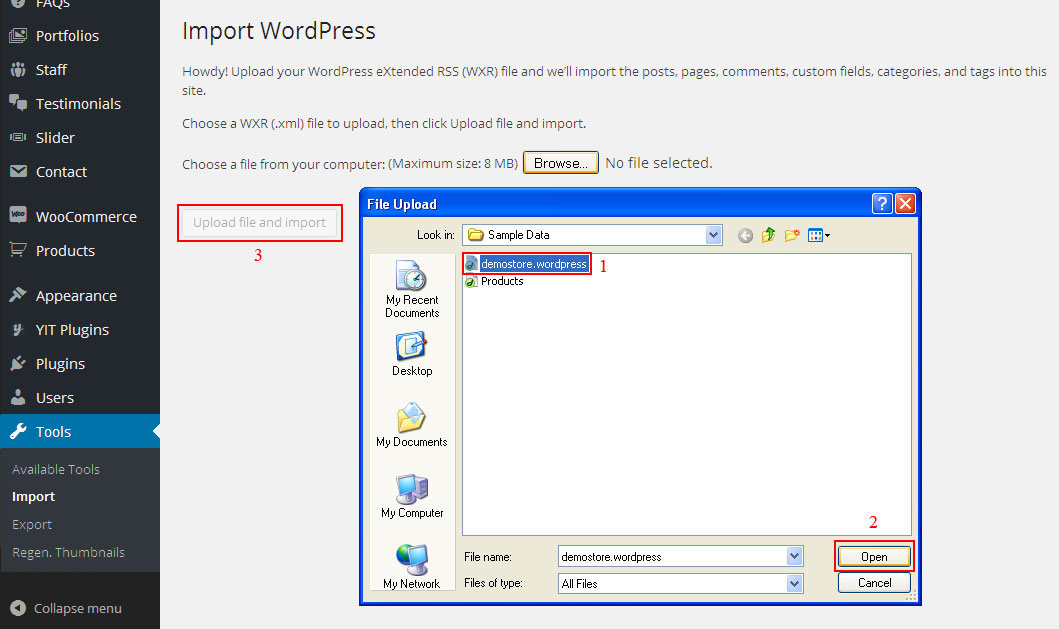 FAQs
Portfolios
Staff
Testimonials
Slider
Contact
Woo
WooCommerce
Products
Appearance
YIT Plugins
Plugins
Users
Tools
Available Tools
Import
Export
Regen. Thumbnails
Collapse menu
Import WordPress
Howdy! Upload your WordPress eXtended RSS (WXR) file and we'll import the posts, pages, comments, custom fields, categories, and tags into this
site.
Choose a WXR (.xml) file to upload, then click Upload file and import.
Choose a file from your computer: (Maximum size: 8 MB) Browse... No file selected.
Upload file and import
3
File Upload
?
Look in: Sample Data
demostore.wordpress 1
Products
My Recent
Documents
Desktop
My Documents
My Computer
My Network
2
File name: demostore.wordpress Open
Files of type: All Files Cancel